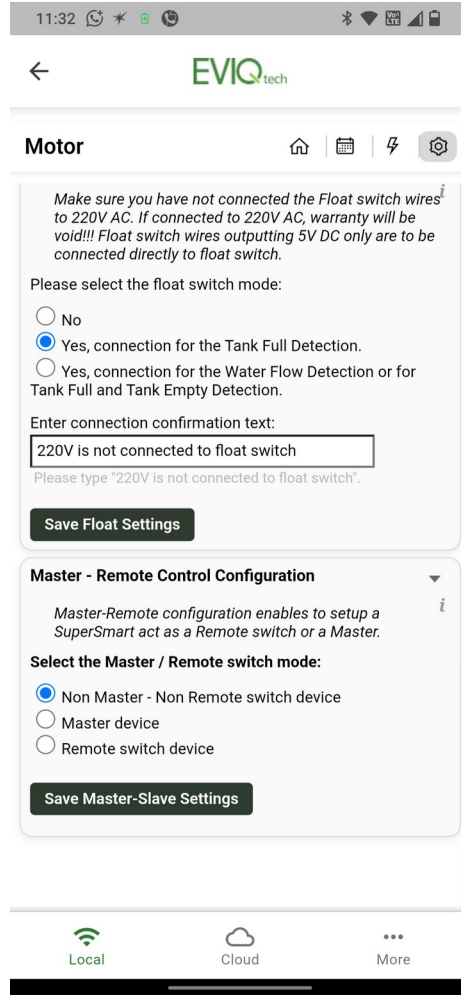 11:32
EVIQtech
Motor
Make sure you have not connected the Float switch wires
to 220V AC. If connected to 220V AC, warranty will be
void!!! Float switch wires outputting 5V DC only are to be
connected directly to float switch.
i
Please select the float switch mode:
No
Yes, connection for the Tank Full Detection.
Yes, connection for the Water Flow Detection or for
Tank Full and Tank Empty Detection.
Enter connection confirmation text:
220V is not connected to float switch
Please type "220V is not connected to float switch".
Save Float Settings
Master - Remote Control Configuration
i
Master-Remote configuration enables to setup a
SuperSmart act as a Remote switch or a Master.
Select the Master / Remote switch mode:
Non Master - Non Remote switch device
Master device
Remote switch device
Save Master-Slave Settings
Local
Cloud
More